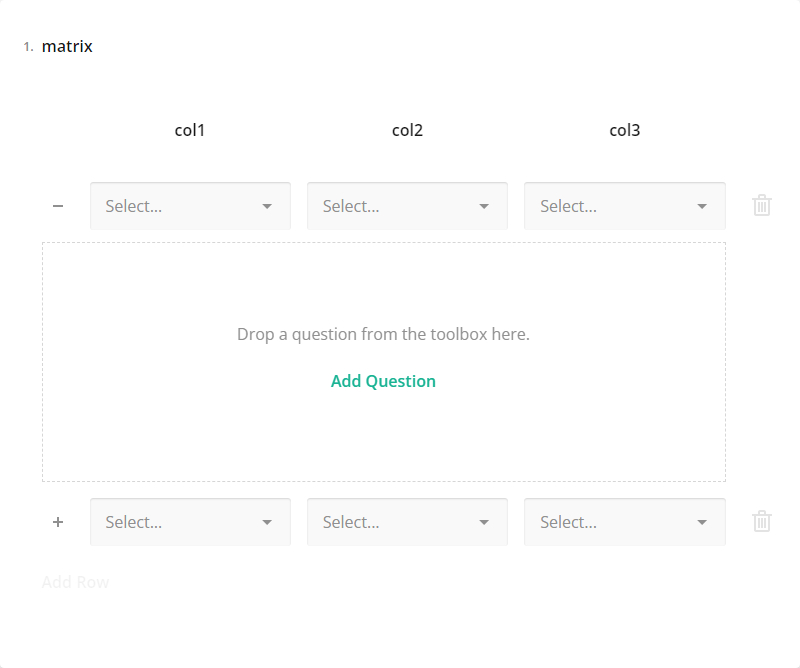 1. matrix
col1 col2 col3
Select... Select... Select...
Drop a question from the toolbox here.
Add Question
Select... Select... Select...
Add Row